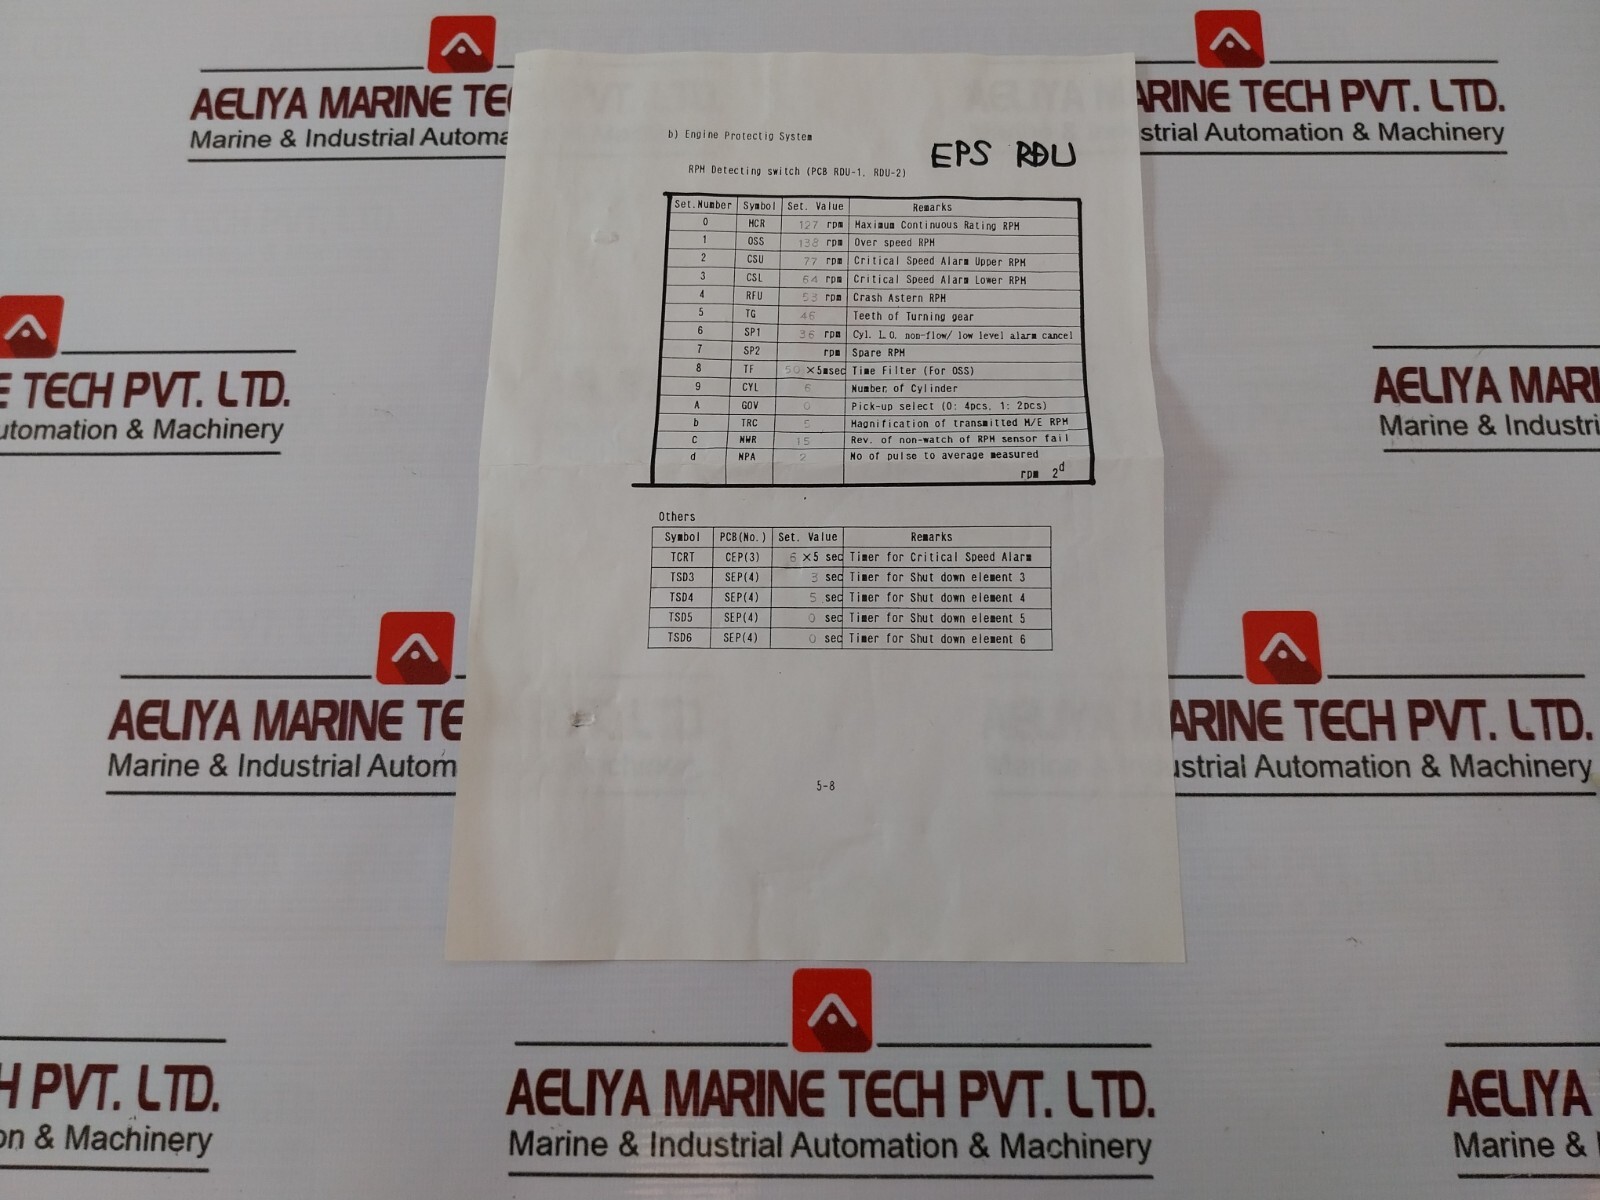 AELIYA MARINE TE
Marine & Industrial Automa
ARINE TECH PVT. LTD.
strial Automation & Machinery
b) Engine Protectig System
EPS RDU
RPM Detecting switch (PCB RDU-1, RDU-2)
Set.Number Symbol Set. Value Remarks
0 MCR 127 rpm Maximum Continuous Rating RPM
1 OSS 138 rpm Over speed RPM
2 CSU 77 rpm Critical Speed Alarm Upper RPM
3 CSL 64 rpm Critical Speed Alarm Lower RPM
4 RFU 53 rpm Crash Astern RPM
5 TG 46 Teeth of Turning gear
6 SP1 36 rpm Cyl. L.O. non-flow/ low level alarm cancel
7 SP2 rpm Spare RPM
8 TF 50 ×5msec Time Filter (For OSS)
9 CYL 6 Number of Cylinder
A GOV 0 Pick-up select (0: 4pcs, 1: 2pcs)
b TRC 5 Magnification of transmitted M/E RPM
C NWR 15 Rev. of non-watch of RPM sensor fail
d NPA 2 No of pulse to average measured
rpm 2d
Others
Symbol PCB(No.) Set. Value Remarks
TCRT CEP(3) 6 ×5 sec Timer for Critical Speed Alarm
TSD3 SEP(4) 3 sec Timer for Shut down element 3
TSD4 SEP(4) 5 sec Timer for Shut down element 4
TSD5 SEP(4) 0 sec Timer for Shut down element 5
TSD6 SEP(4) 0 sec Timer for Shut down element 6
5-8
E TECH PVT. LTD.
utomation & Machinery
AELIYA MARI
Marine & Industri
AELIYA MARINE TE
Marine & Industrial Autom
ARINE TECH PVT. LTD.
ustrial Automation & Machinery
H PVT. LTD.
on & Machinery
AELIYA MARINE TECH PVT. LTD.
Marine & Industrial Automation & Machinery
AELIYA
Marine &